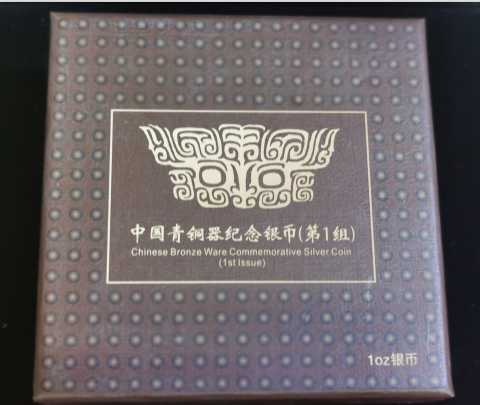 中国青铜器纪念银币(第1组)
Chinese Bronze Ware Commemorative Silver Coin
(1st Issue)
1oz银币